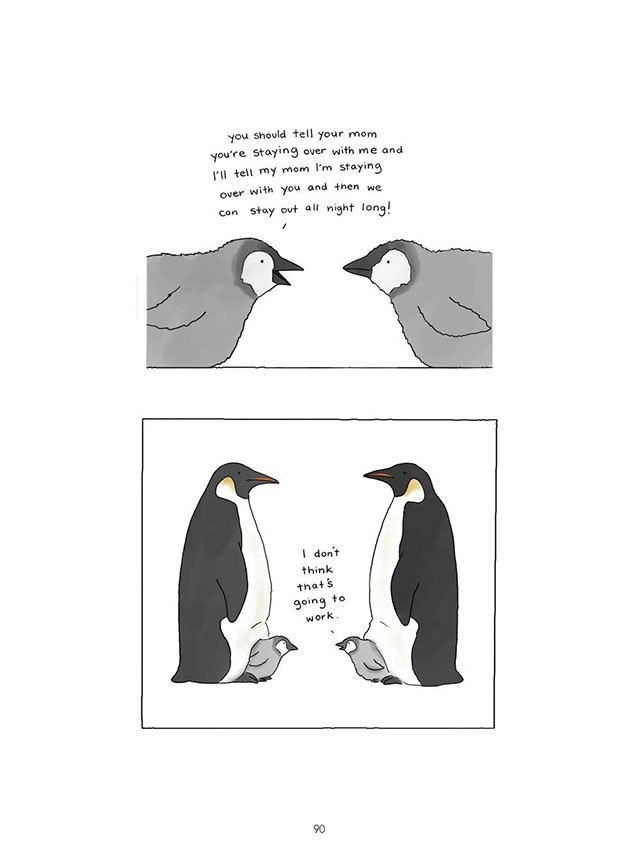 you should tell your mom
you're staying over with me and
I'll tell my mom I'm staying
over with you and then we
can stay out all night long!
I don't
think
that's
going to
work.
90